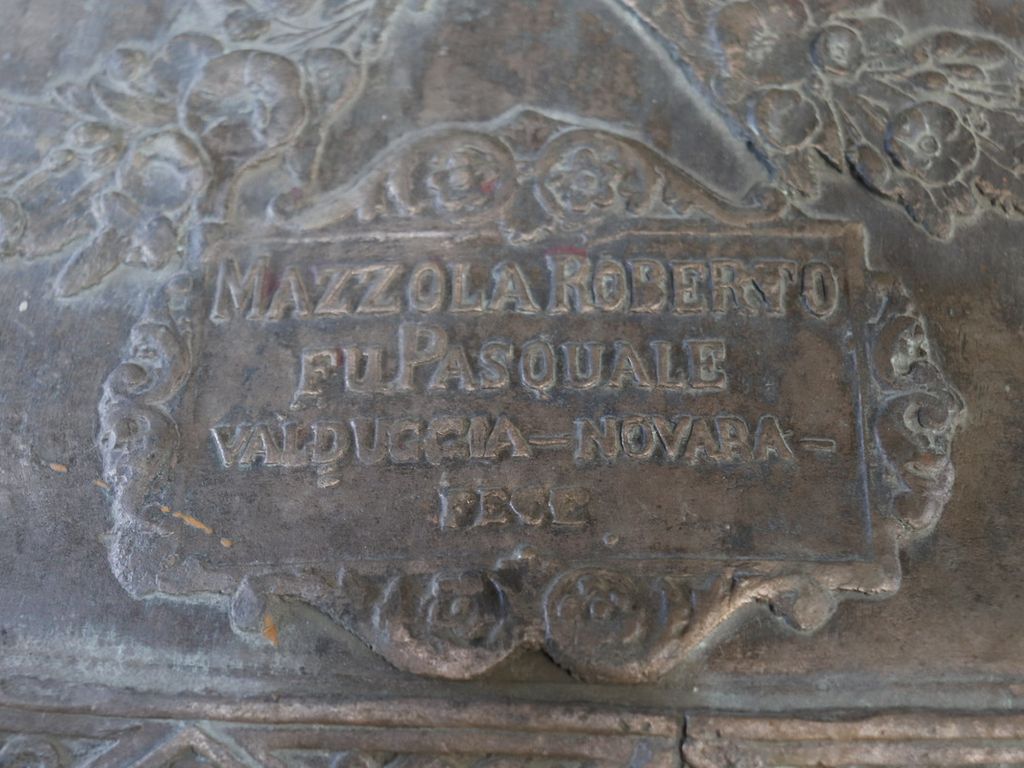 MAZZOLA ROBERTO
FU PASQUALE
VALDUGGIA - NOVARA -
FECE